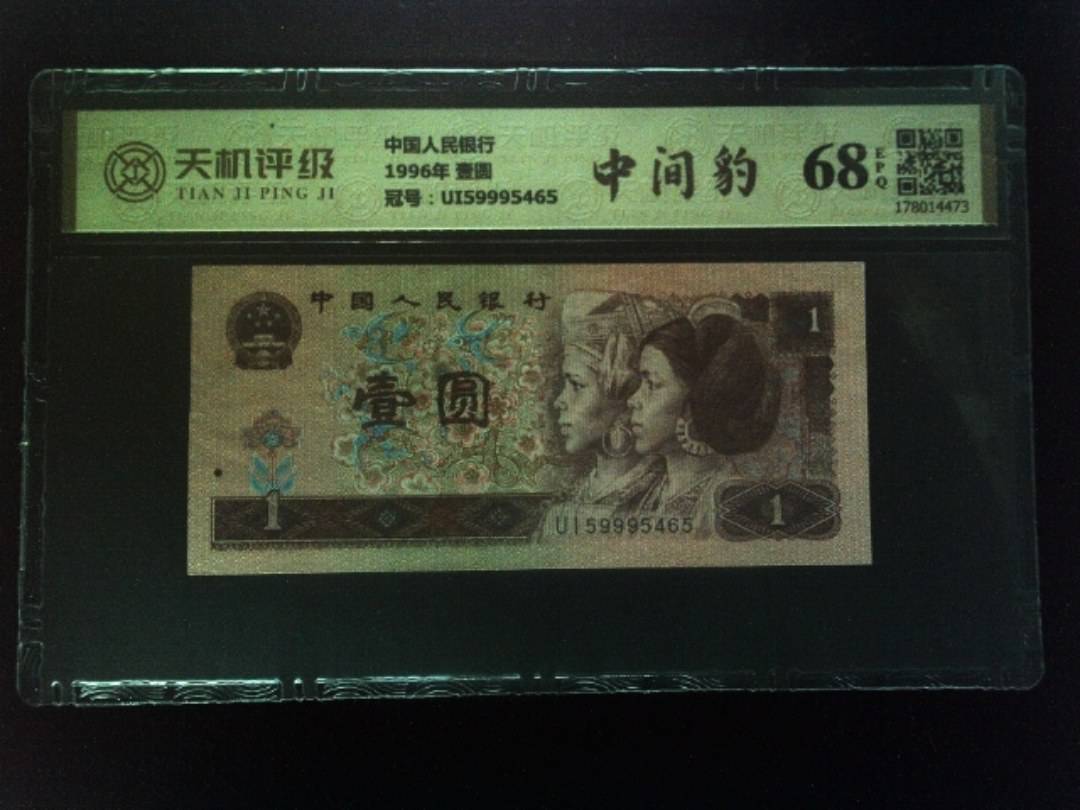 天机评级
TIAN JI PING JI
中国人民银行
1996年 壹圆
冠号：UI59995465
中间豹
68
EPQ
178014473
中国人民银行
1
壹圆
1
UI59995465
1